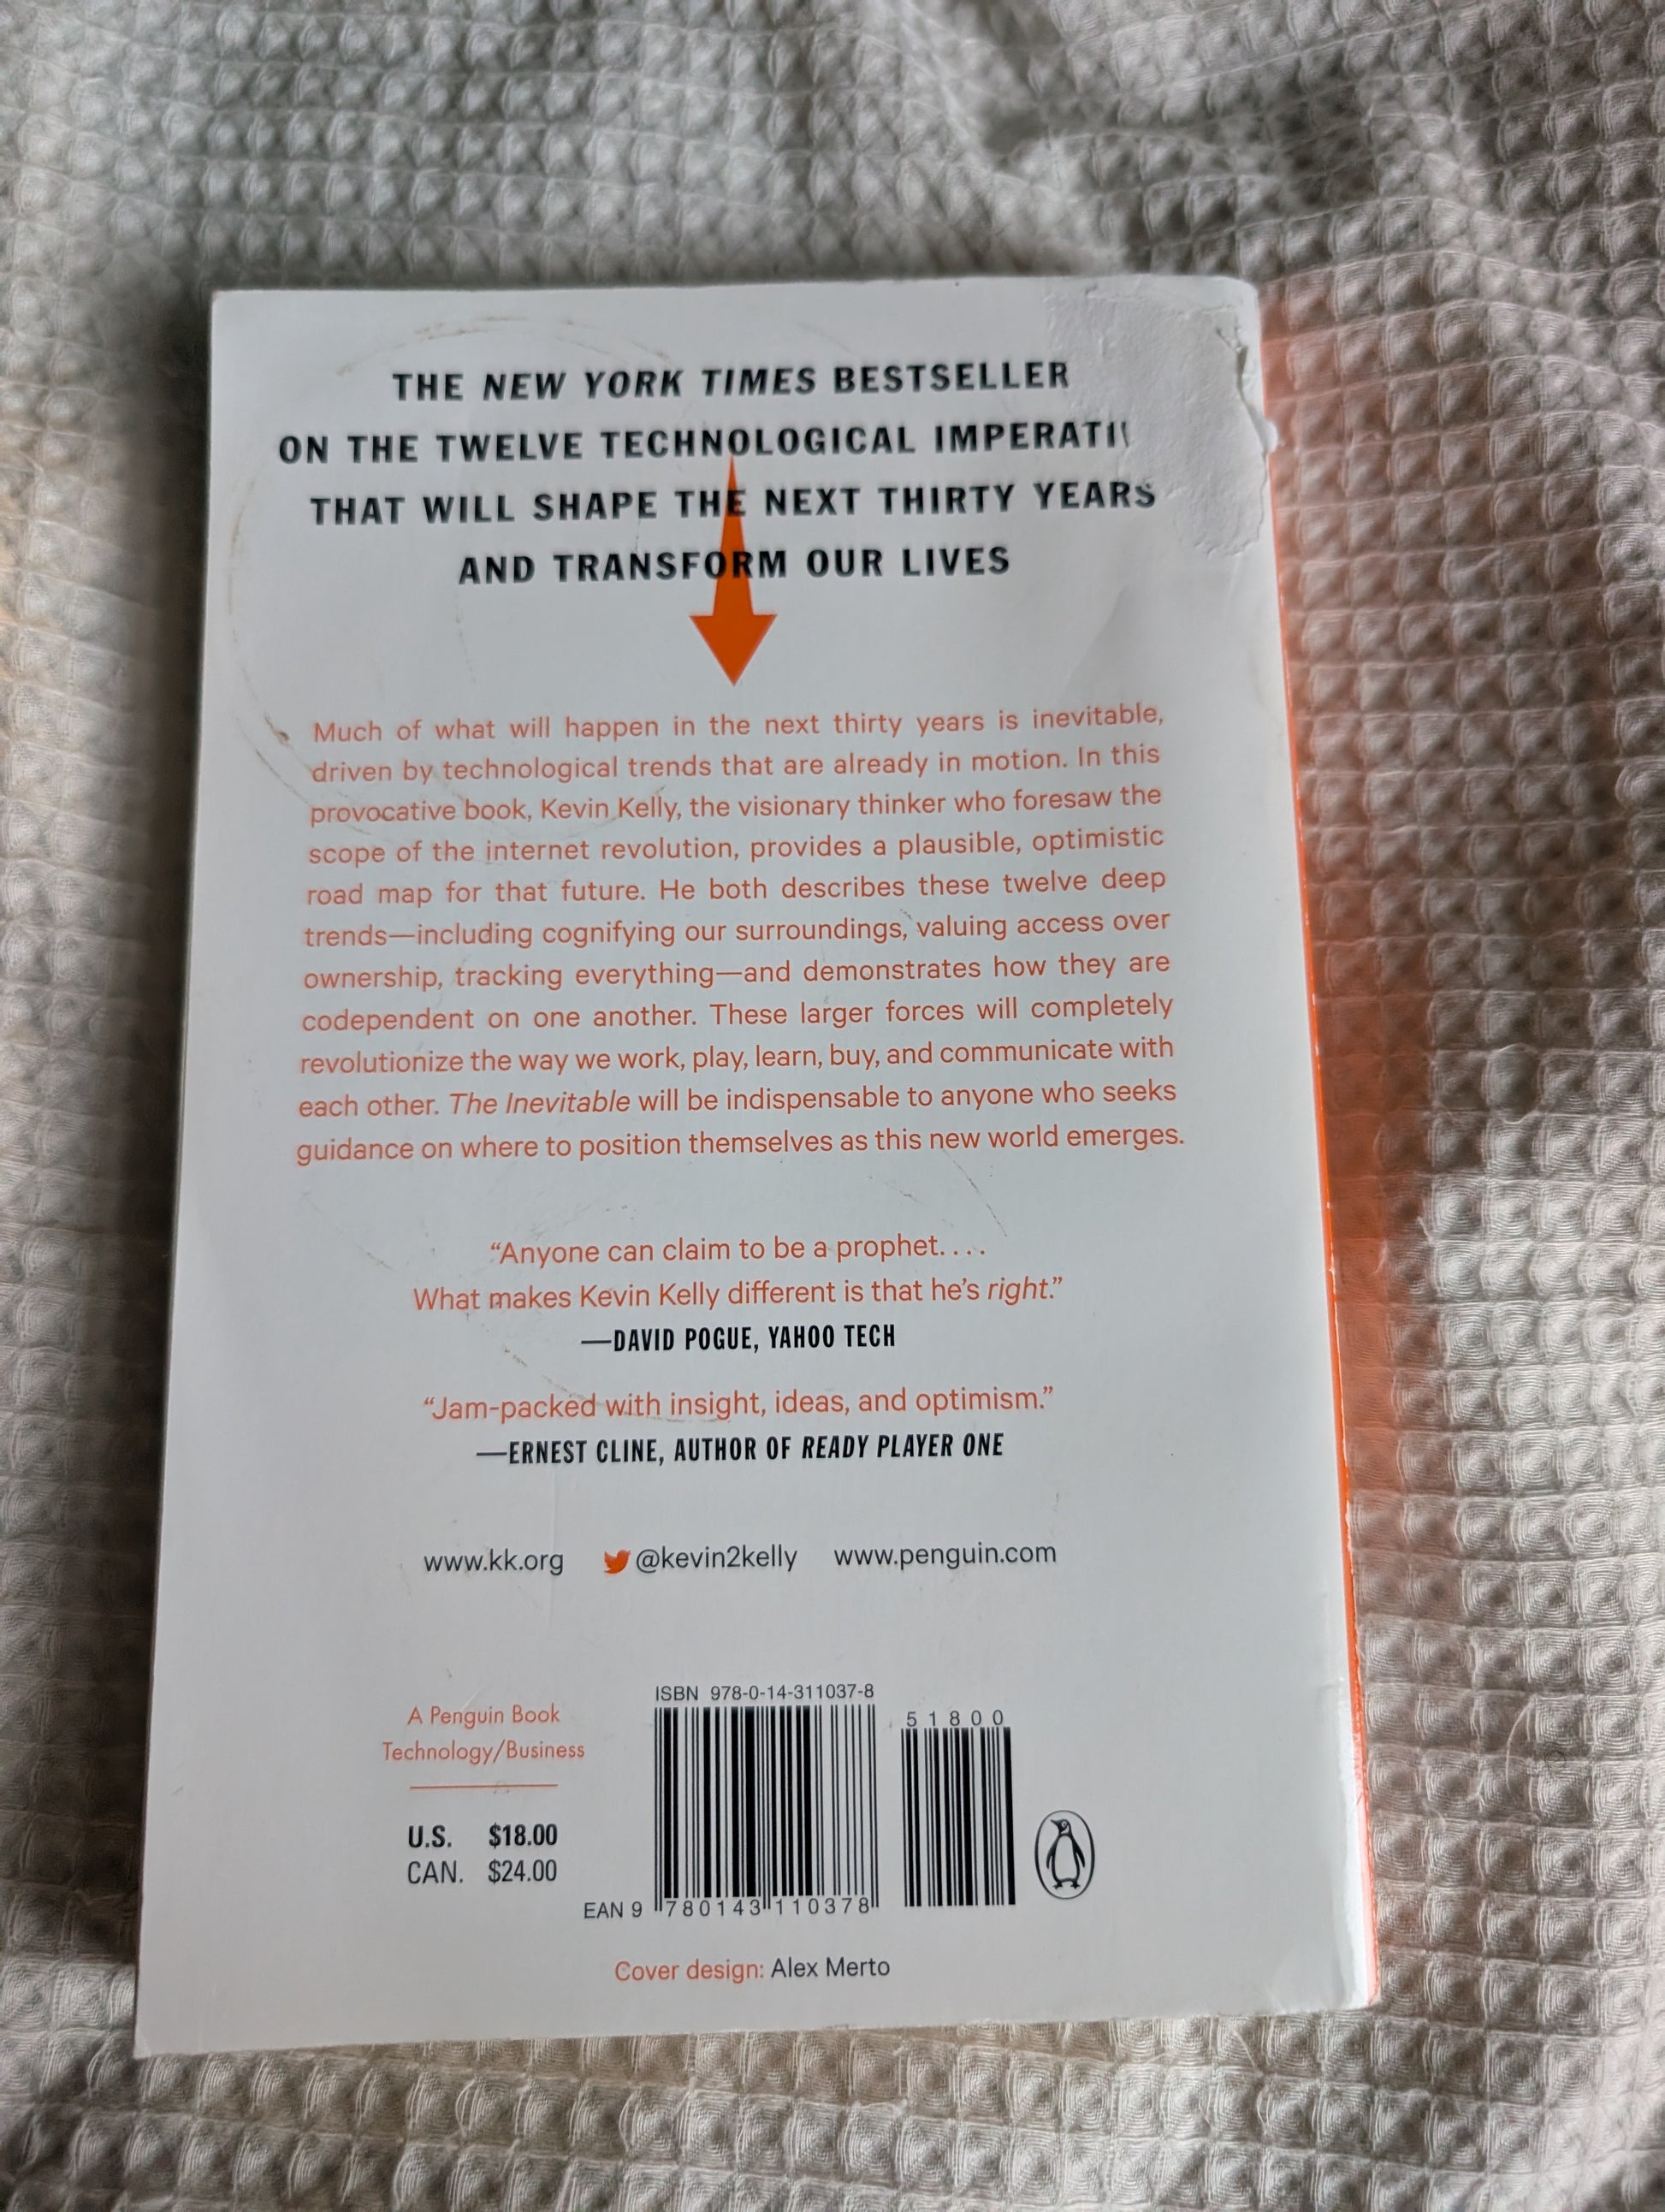 THE NEW YORK TIMES BESTSELLER
ON THE TWELVE TECHNOLOGICAL
THAT WILL SHAPE THE NEXT THIRTY YEARS
AND TRANSFORM OUR LIVES
Much of what will happen in the next thirty years is inevitable,
driven by technological trends that are already in motion. In this
provocative book, Kevin Kelly, the visionary thinker who foresaw the
scope of the internet revolution, provides a plausible, optimistic
road map for that future. He both describes these twelve deep
trends—including cognifying our surroundings, valuing access over
ownership, tracking everything—and demonstrates how they are
codependent on one another. These larger forces will completely
revolutionize the way we work, play, learn, buy, and communicate with
each other. The Inevitable will be indispensable to anyone who seeks
guidance on where to position themselves as this new world emerges.
“Anyone can claim to be a prophet. . . .
What makes Kevin Kelly different is that he’s right.”
—DAVID POGUE, YAHOO TECH
“Jam-packed with insight, ideas, and optimism.”
—ERNEST CLINE, AUTHOR OF READY PLAYER ONE
www.kk.org @kevin2kelly www.penguin.com
A Penguin Book
Technology/Business
U.S. $18.00
CAN. $24.00
ISBN 978-0-14-311037-8
51800
EAN 9 780143 110378
Cover design: Alex Merto